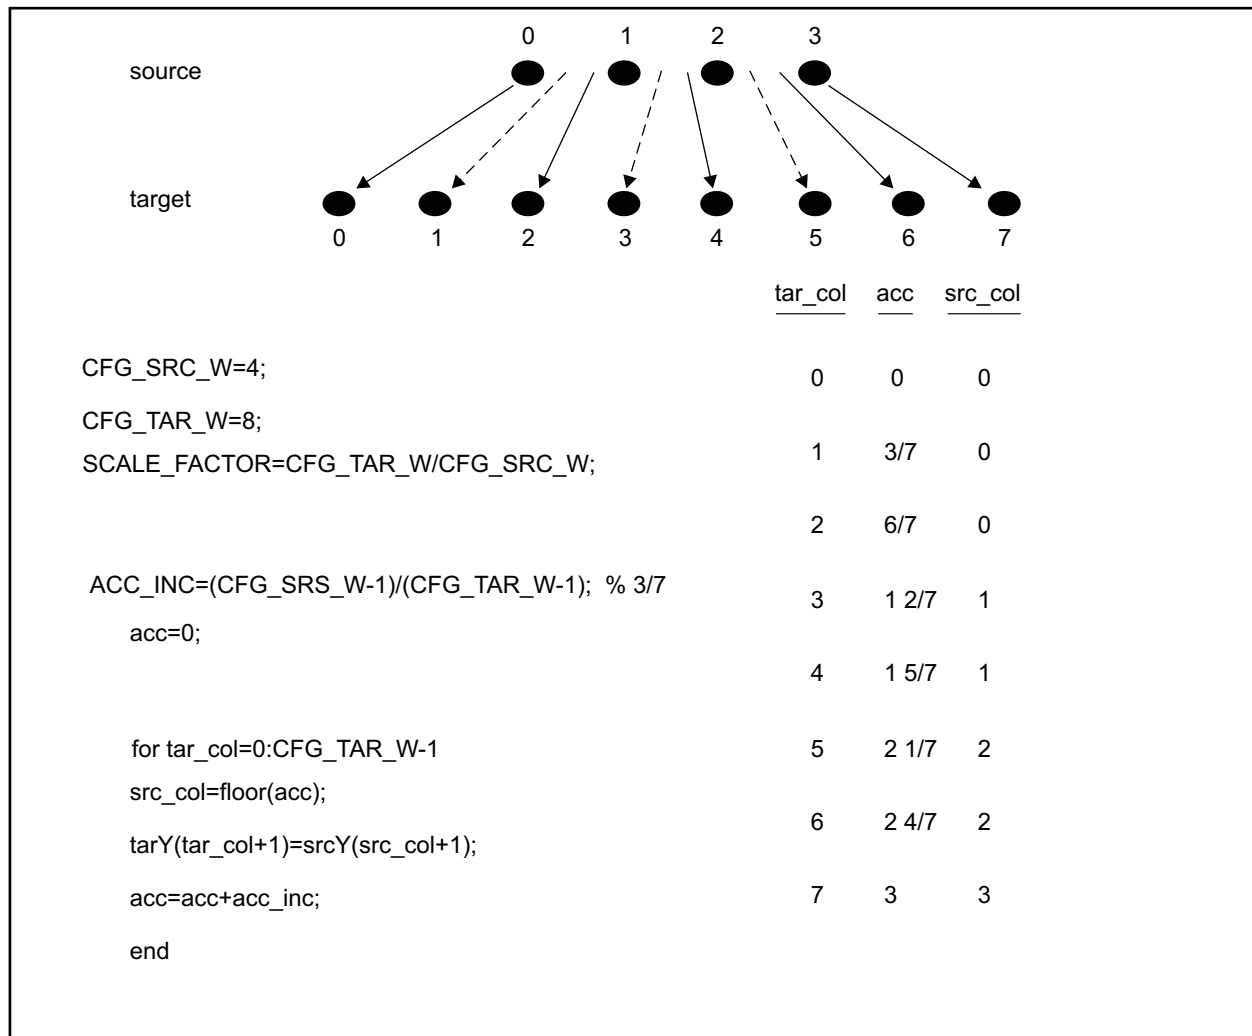 0 1 2 3
source
target
0 1 2 3 4 5 6 7
tar_col acc src_col
CFG_SRC_W=4;
0 0 0
CFG_TAR_W=8;
SCALE_FACTOR=CFG_TAR_W/CFG_SRC_W;
1 3/7 0
2 6/7 0
ACC_INC=(CFG_SRS_W-1)/(CFG_TAR_W-1); % 3/7
3 1 2/7 1
acc=0;
4 1 5/7 1
for tar_col=0:CFG_TAR_W-1
5 2 1/7 2
src_col=floor(acc);
6 2 4/7 2
tarY(tar_col+1)=srcY(src_col+1);
acc=acc+acc_inc;
7 3 3
end